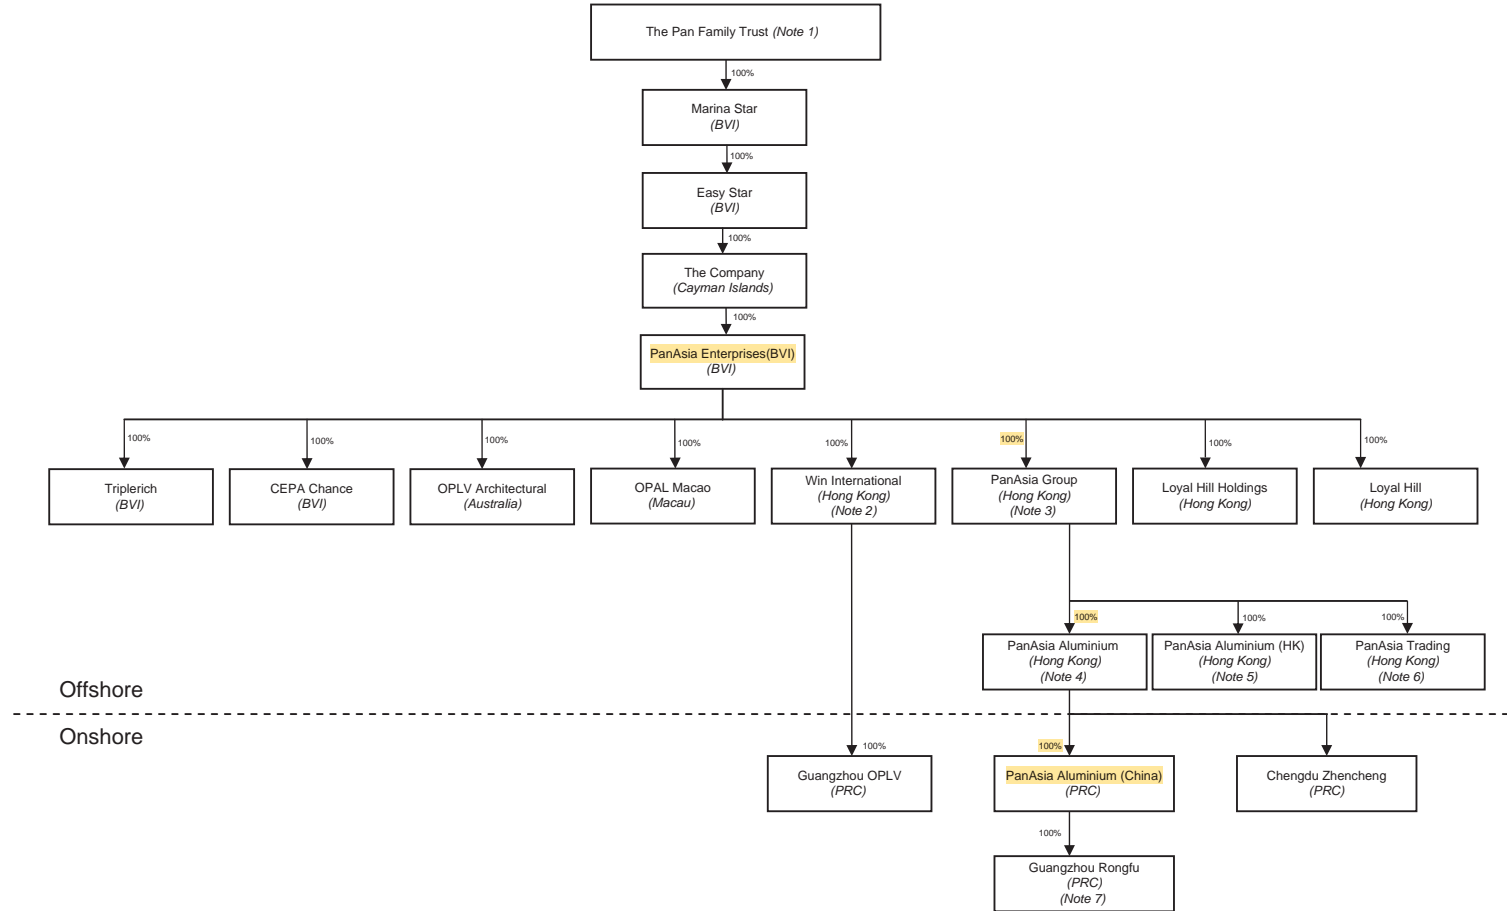 The Pan Family Trust (Note 1)
100%
Marina Star
(BVI)
100%
Easy Star
(BVI)
100%
The Company
(Cayman Islands)
100%
PanAsia Enterprises(BVI)
(BVI)
100%
100%
100%
100%
100%
100%
100%
100%
Triplerich
(BVI)
CEPA Chance
(BVI)
OPLV Architectural
(Australia)
OPAL Macao
(Macau)
Win International
(Hong Kong)
(Note 2)
PanAsia Group
(Hong Kong)
(Note 3)
Loyal Hill Holdings
(Hong Kong)
Loyal Hill
(Hong Kong)
100%
100%
100%
PanAsia Aluminium
(Hong Kong)
(Note 4)
PanAsia Aluminium (HK)
(Hong Kong)
(Note 5)
PanAsia Trading
(Hong Kong)
(Note 6)
Offshore
Onshore
100%
100%
Guangzhou OPLV
(PRC)
PanAsia Aluminium (China)
(PRC)
Chengdu Zhencheng
(PRC)
100%
Guangzhou Rongfu
(PRC)
(Note 7)